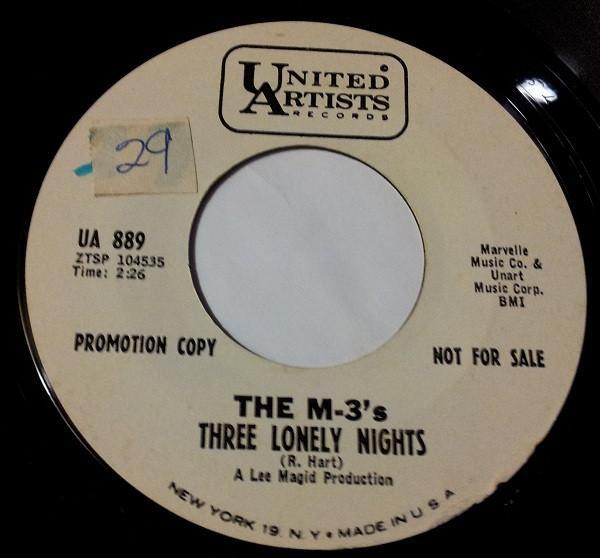 UNITED
ARTISTS
RECORDS
29
UA 889
ZTSP 104535
Time: 2:26
Marvelle
Music Co. &
Unart
Music Corp.
BMI
PROMOTION COPY
NOT FOR SALE
THE M-3's
THREE LONELY NIGHTS
(R. Hart)
A Lee Magid Production
NEW YORK 19, N.Y • MADE IN U S A